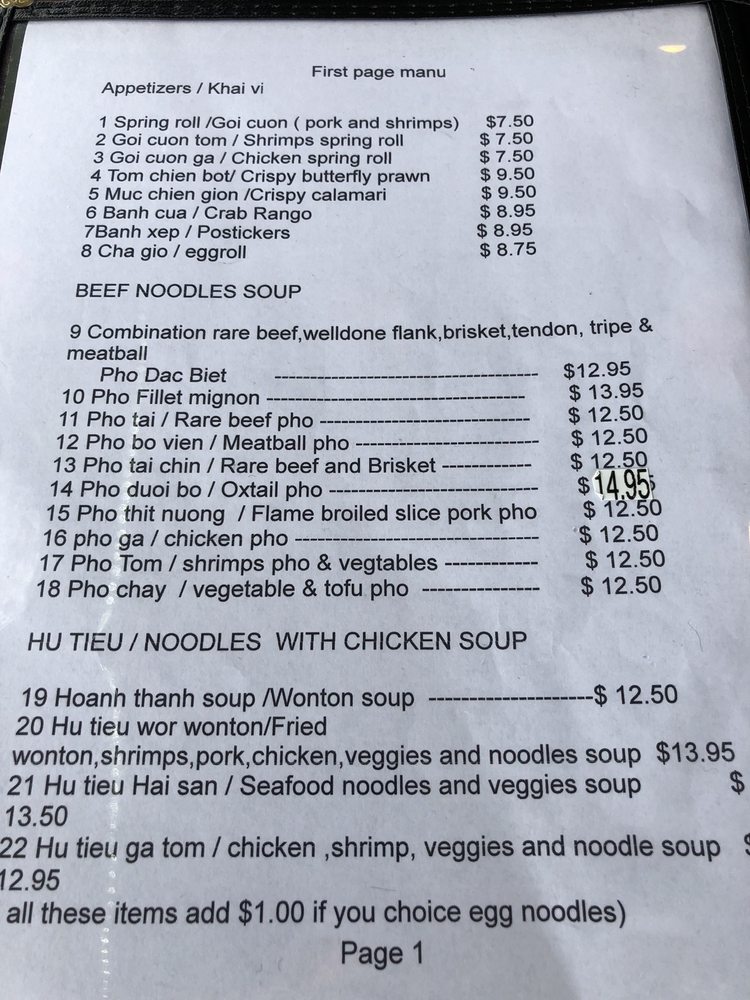 First page manu
Appetizers / Khai vi
1 Spring roll /Goi cuon ( pork and shrimps) $7.50
2 Goi cuon tom / Shrimps spring roll $ 7.50
3 Goi cuon ga / Chicken spring roll $ 7.50
4 Tom chien bot/ Crispy butterfly prawn $ 9.50
5 Muc chien gion /Crispy calamari $ 9.50
6 Banh cua / Crab Rango $ 8.95
7Banh xep / Postickers $ 8.95
8 Cha gio / eggroll $ 8.75
BEEF NOODLES SOUP
9 Combination rare beef,welldone flank,brisket,tendon, tripe &
meatball
Pho Dac Biet ------------------------------------- $12.95
10 Pho Fillet mignon ------------------------------------ $ 13.95
11 Pho tai / Rare beef pho ----------------------------- $ 12.50
12 Pho bo vien / Meatball pho ------------------------- $ 12.50
13 Pho tai chin / Rare beef and Brisket ------------ $ 12.50
14 Pho duoi bo / Oxtail pho ---------------------------- $ 14.95
15 Pho thit nuong / Flame broiled slice pork pho $ 12.50
16 pho ga / chicken pho --------------------------------- $ 12.50
17 Pho Tom / shrimps pho & vegtables ------------ $ 12.50
18 Pho chay / vegetable & tofu pho --------------- $ 12.50
HU TIEU / NOODLES WITH CHICKEN SOUP
19 Hoanh thanh soup /Wonton soup ---------------------$ 12.50
20 Hu tieu wor wonton/Fried
wonton,shrimps,pork,chicken,veggies and noodles soup $13.95
21 Hu tieu Hai san / Seafood noodles and veggies soup $
13.50
22 Hu tieu ga tom / chicken ,shrimp, veggies and noodle soup $
12.95
all these items add $1.00 if you choice egg noodles)
Page 1